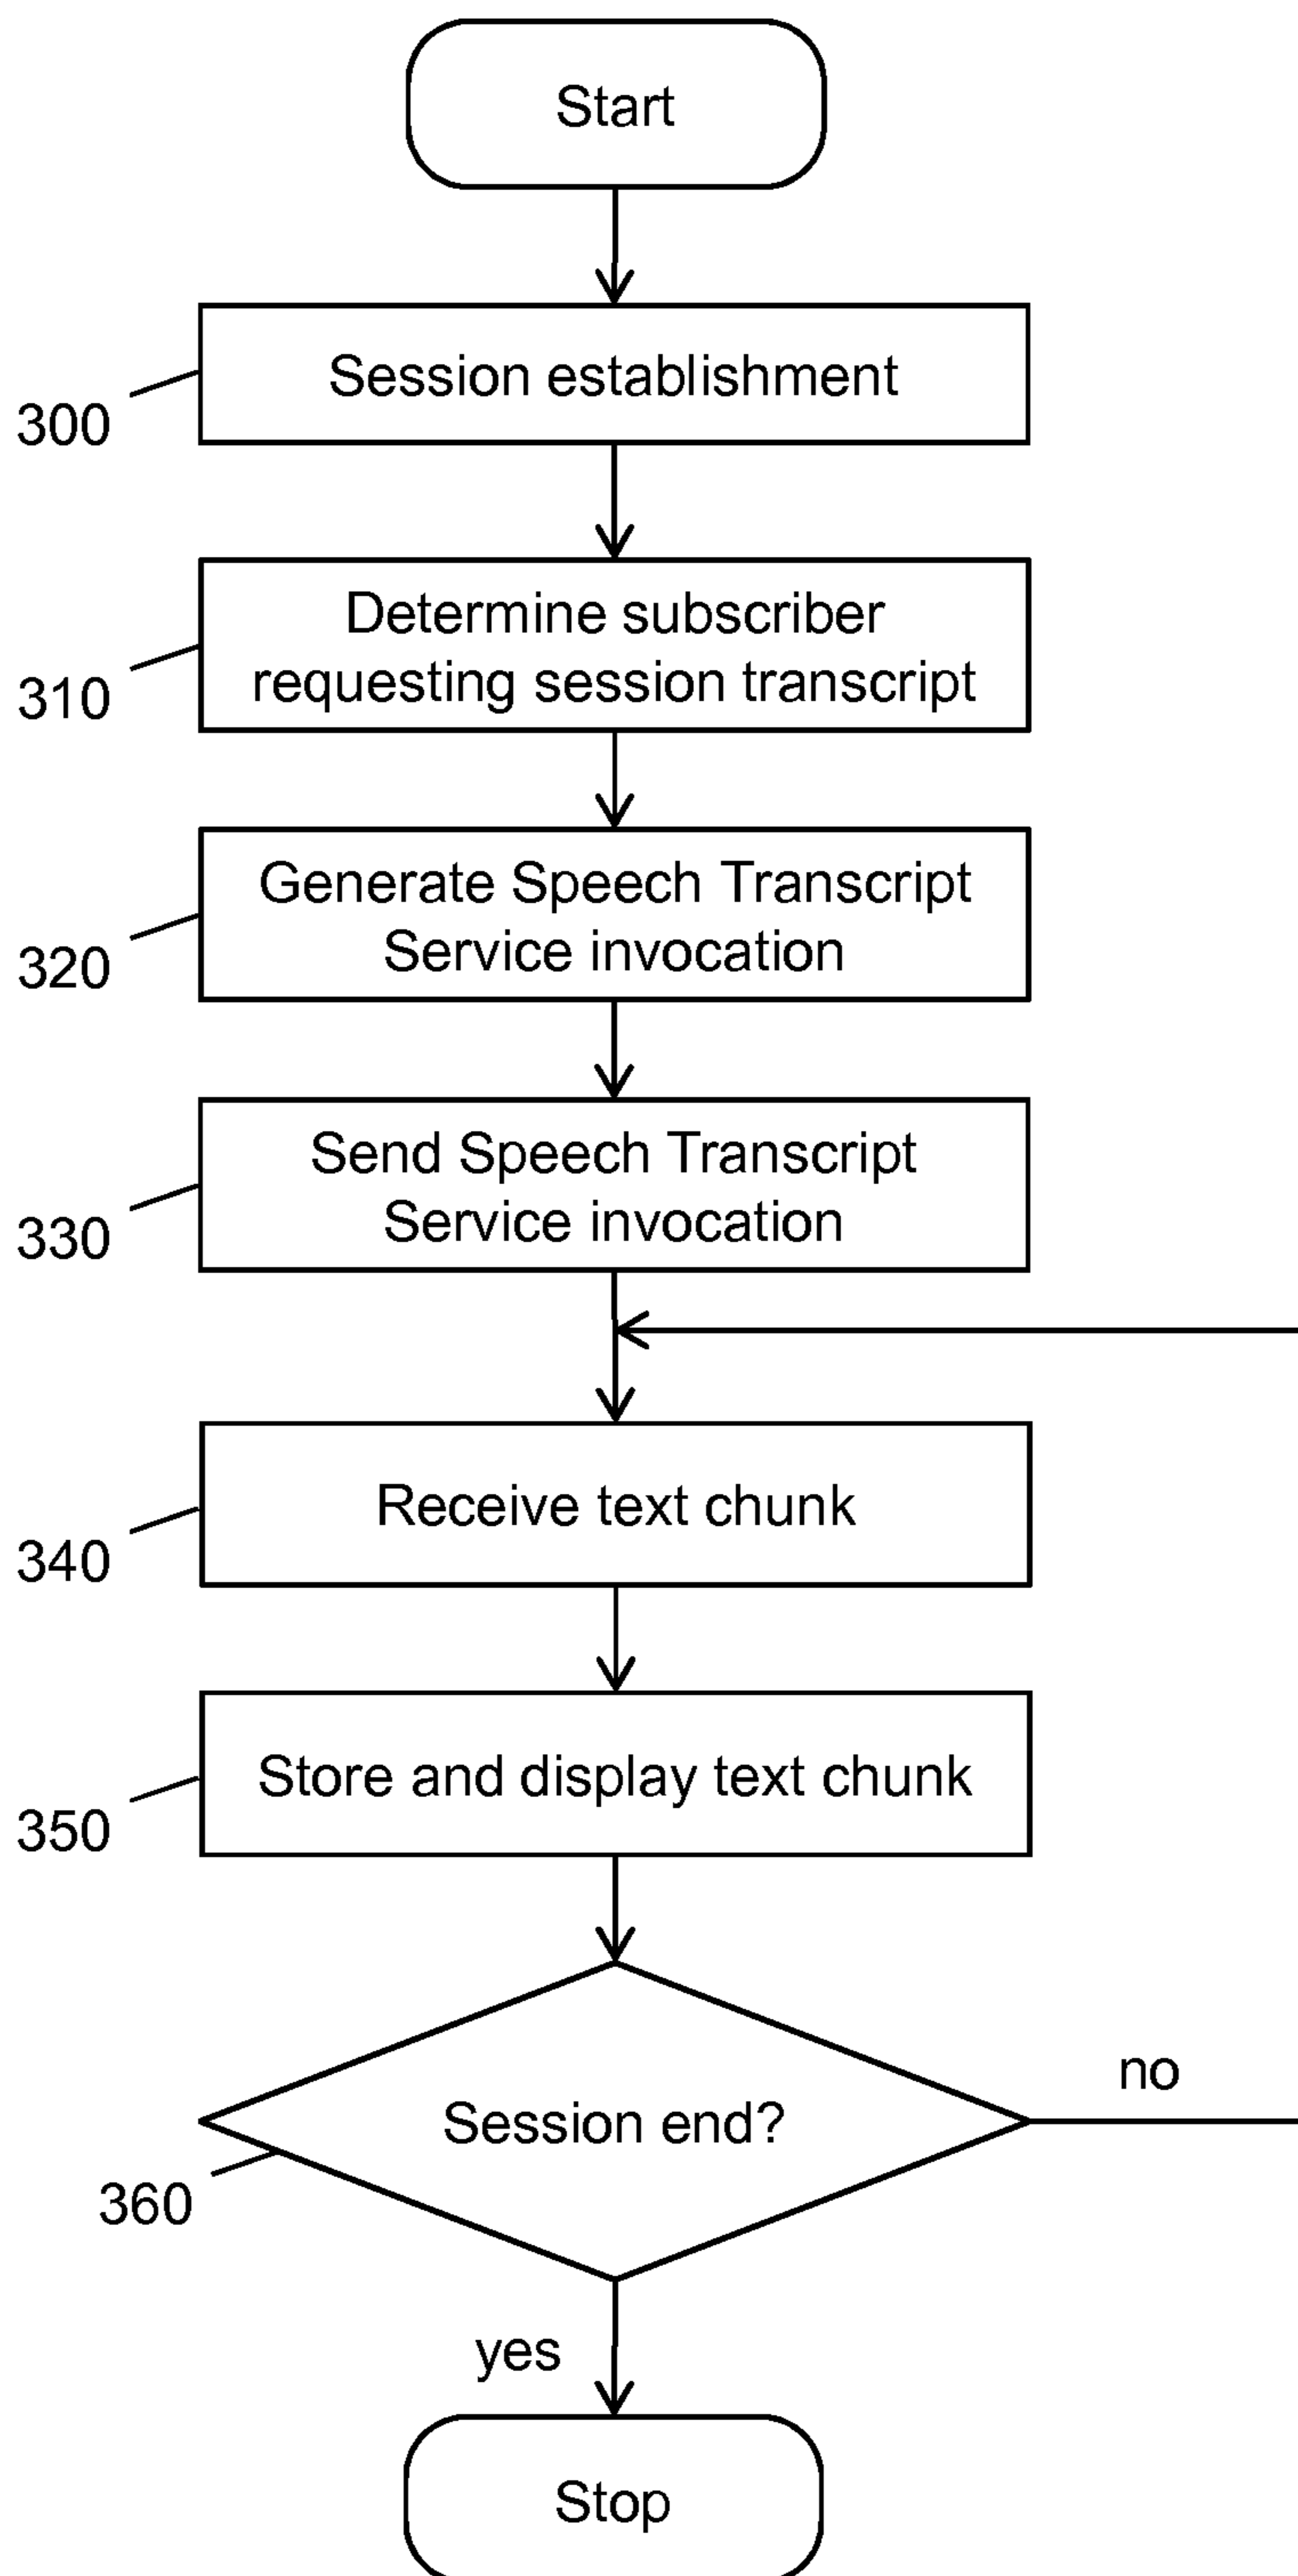 Start
Session establishment
300
Determine subscriber
requesting session transcript
310
Generate Speech Transcript
Service invocation
320
Send Speech Transcript
Service invocation
330
Receive text chunk
340
Store and display text chunk
350
Session end?
no
360
yes
Stop